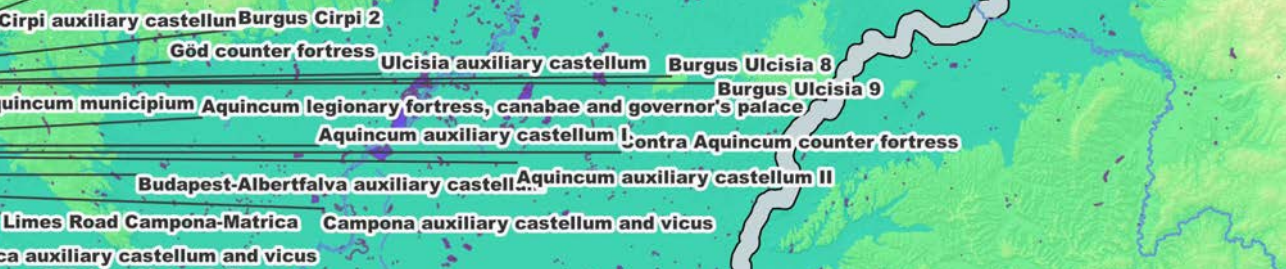 Cirpi auxiliary castellun
Burgus Cirpi 2
Göd counter fortress
Ulcisia auxiliary castellum
Burgus Ulcisia 8
Burgus Ulcisia 9
quincum municipium
Aquincum legionary fortress, canabae and governor's palace
Aquincum auxiliary castellum I
Contra Aquincum counter fortress
Budapest-Albertfalva auxiliary castellu
Aquincum auxiliary castellum II
Limes Road Campona-Matrica
Campona auxiliary castellum and vicus
ca auxiliary castellum and vicus